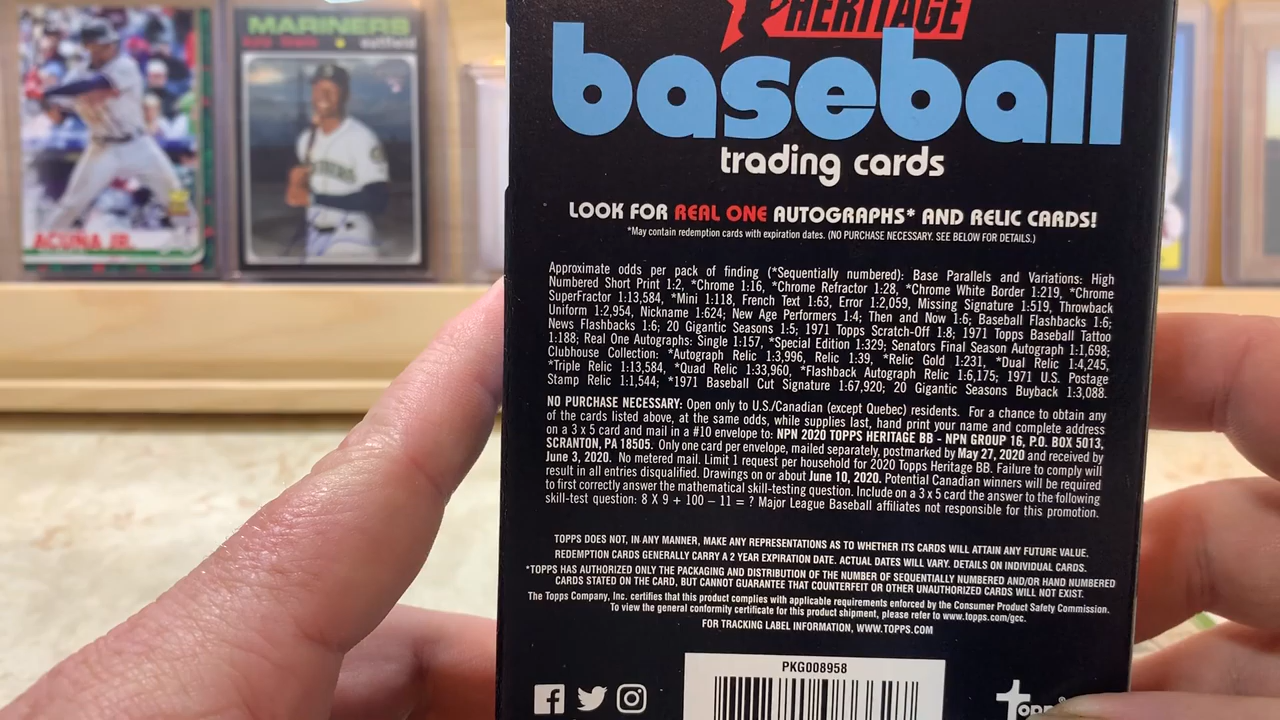 MARINERS
outfield
ACUÑA JR.
HERITAGE
baseball
trading cards
LOOK FOR REAL ONE AUTOGRAPHS* AND RELIC CARDS!
*May contain redemption cards with expiration dates. (NO PURCHASE NECESSARY. SEE BELOW FOR DETAILS.)
Approximate odds per pack of finding (*Sequentially numbered): Base Parallels and Variations: High
Numbered Short Print 1:2, *Chrome 1:16, *Chrome Refractor 1:28, *Chrome White Border 1:219, *Chrome
SuperFractor 1:13,584, *Mini 1:118, French Text 1:63, Error 1:2,059, Missing Signature 1:519, Throwback
Uniform 1:2,954, Nickname 1:624; New Age Performers 1:4; Then and Now 1:6; Baseball Flashbacks 1:6;
News Flashbacks 1:6; 20 Gigantic Seasons 1:5; 1971 Topps Scratch-Off 1:8; 1971 Topps Baseball Tattoo
1:188; Real One Autographs: Single 1:157, *Special Edition 1:329; Senators Final Season Autograph 1:1,698;
Clubhouse Collection: *Autograph Relic 1:3,996, Relic 1:39, *Relic Gold 1:231, *Dual Relic 1:4,245,
*Triple Relic 1:13,584, *Quad Relic 1:33,960, *Flashback Autograph Relic 1:6,175; 1971 U.S. Postage
Stamp Relic 1:1,544; *1971 Baseball Cut Signature 1:67,920; 20 Gigantic Seasons Buyback 1:3,088.
NO PURCHASE NECESSARY: Open only to U.S./Canadian (except Quebec) residents. For a chance to obtain any
of the cards listed above, at the same odds, while supplies last, hand print your name and complete address
on a 3 x 5 card and mail in a #10 envelope to: NPN 2020 TOPPS HERITAGE BB - NPN GROUP 16, P.O. BOX 5013,
SCRANTON, PA 18505. Only one card per envelope, mailed separately, postmarked by May 27, 2020 and received by
June 3, 2020. No metered mail. Limit 1 request per household for 2020 Topps Heritage BB. Failure to comply will
result in all entries disqualified. Drawings on or about June 10, 2020. Potential Canadian winners will be required
to first correctly answer the mathematical skill-testing question. Include on a 3 x 5 card the answer to the following
skill-test question: 8 X 9 + 100 – 11 = ? Major League Baseball affiliates not responsible for this promotion.
TOPPS DOES NOT, IN ANY MANNER, MAKE ANY REPRESENTATIONS AS TO WHETHER ITS CARDS WILL ATTAIN ANY FUTURE VALUE.
REDEMPTION CARDS GENERALLY CARRY A 2 YEAR EXPIRATION DATE. ACTUAL DATES WILL VARY. DETAILS ON INDIVIDUAL CARDS.
*TOPPS HAS AUTHORIZED ONLY THE PACKAGING AND DISTRIBUTION OF THE NUMBER OF SEQUENTIALLY NUMBERED AND/OR HAND NUMBERED
CARDS STATED ON THE CARD, BUT CANNOT GUARANTEE THAT COUNTERFEIT OR OTHER UNAUTHORIZED CARDS WILL NOT EXIST.
The Topps Company, Inc. certifies that this product complies with applicable requirements enforced by the Consumer Product Safety Commission.
To view the general conformity certificate for this product shipment, please refer to www.topps.com/gcc.
FOR TRACKING LABEL INFORMATION, WWW.TOPPS.COM
PKG008958